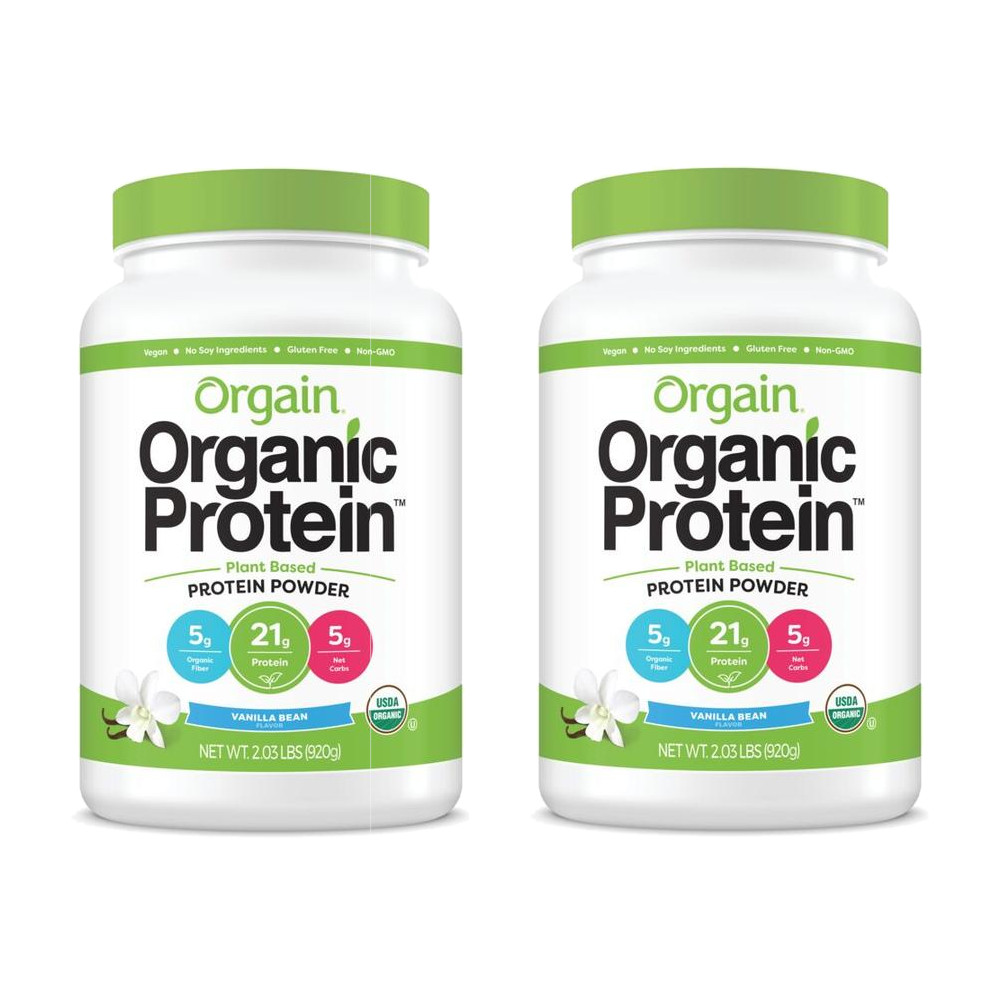 Vegan • No Soy Ingredients • Gluten Free • Non-GMO
Orgain®
Organic
Protein™
Plant Based
PROTEIN POWDER
5g
Organic
Fiber
21g
Protein
5g
Net
Carbs
VANILLA BEAN
FLAVOR
USDA
ORGANIC
U
NET WT. 2.03 LBS (920g)
Vegan • No Soy Ingredients • Gluten Free • Non-GMO
Orgain®
Organic
Protein™
Plant Based
PROTEIN POWDER
5g
Organic
Fiber
21g
Protein
5g
Net
Carbs
VANILLA BEAN
FLAVOR
USDA
ORGANIC
U
NET WT. 2.03 LBS (920g)